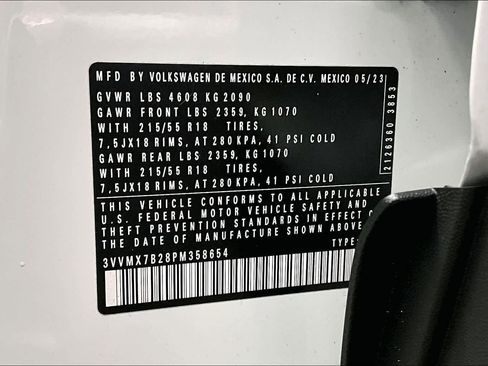 MFD BY VOLKSWAGEN DE MEXICO S.A. DE C.V. MEXICO 05/23
GVWR LBS 4608 KG 2090
GAWR FRONT LBS 2359, KG 1070
WITH 215/55 R18 TIRES,
7,5JX18 RIMS, AT 280KPA, 41 PSI COLD
GAWR REAR LBS 2359, KG 1070
WITH 215/55 R18 TIRES,
7,5JX18 RIMS, AT 280KPA, 41 PSI COLD
THIS VEHICLE CONFORMS TO ALL APPLICABLE
U.S. FEDERAL MOTOR VEHICLE SAFETY AND
THEFT PREVENTION STANDARDS IN EFFECT O
THE DATE OF MANUFACTURE SHOWN ABOVE
3VVMX7B28PM358654 TYPE:
2126360 3853